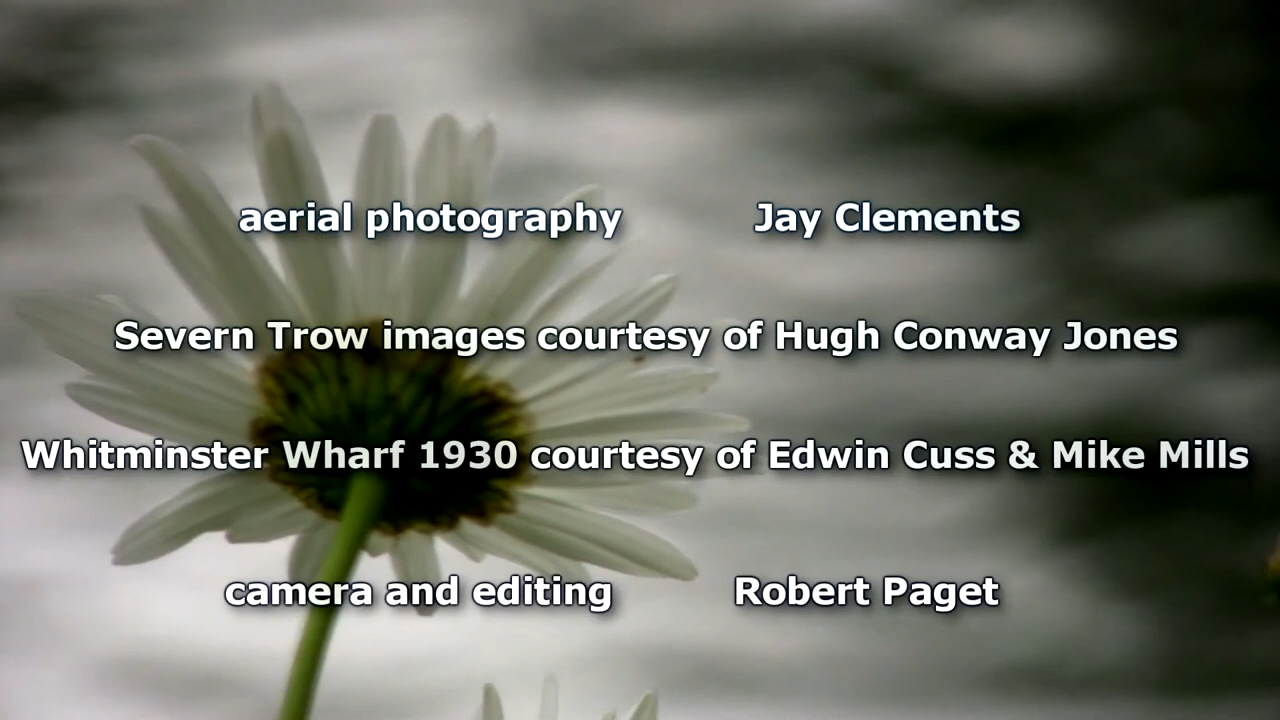 aerial photography Jay Clements
Severn Trow images courtesy of Hugh Conway Jones
Whitminster Wharf 1930 courtesy of Edwin Cuss & Mike Mills
camera and editing Robert Paget